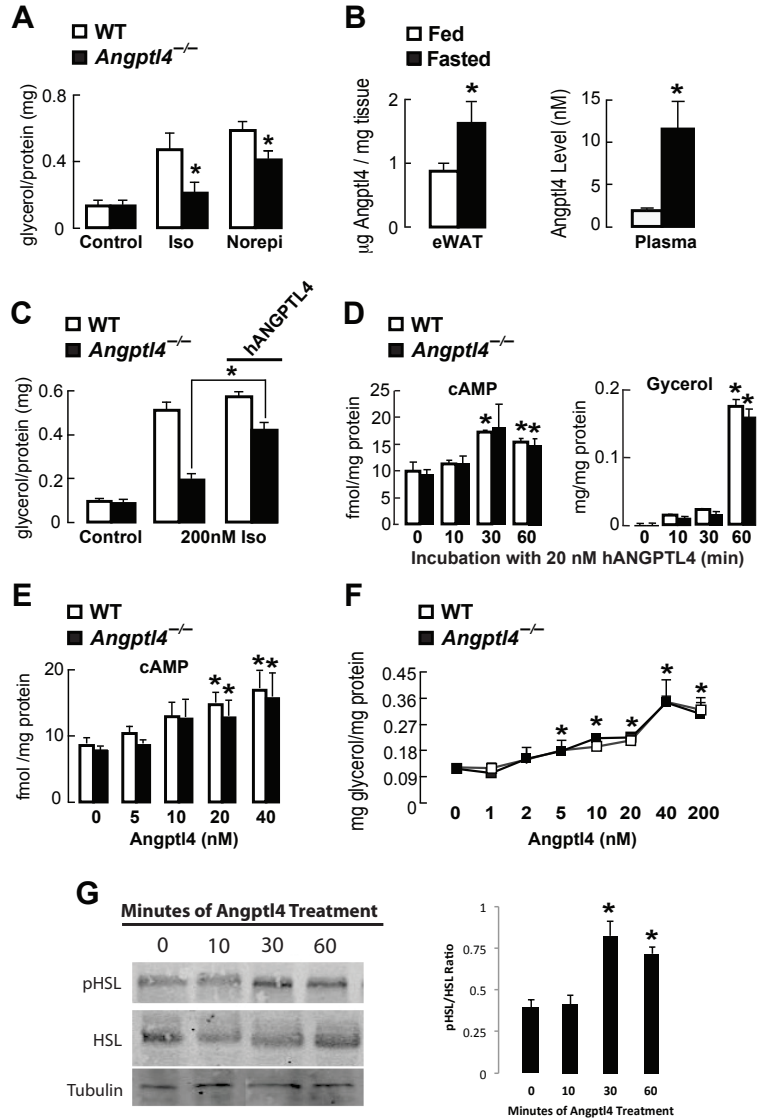 A
WT
Angptl4−/−
glycerol/protein (mg)
0.8
0.4
0
*
*
Control Iso Norepi
B
Fed
Fasted
µg Angptl4 / mg tissue
2
1
0
*
eWAT
Angptl4 Level (nM)
15
10
5
0
*
Plasma
C
WT
Angptl4−/−
hANGPTL4
glycerol/protein (mg)
0.6
0.4
0.2
0
*
Control 200nM Iso
D
WT
Angptl4−/−
cAMP
fmol/mg protein
25
20
15
10
5
0
*
**
0 10 30 60
Gycerol
mg/mg protein
0.2
0.1
0
**
0 10 30 60
Incubation with 20 nM hANGPTL4 (min)
E
WT
Angptl4−/−
cAMP
fmol /mg protein
20
10
0
**
**
0 5 10 20 40
Angptl4 (nM)
F
WT
Angptl4−/−
mg glycerol/mg protein
0.45
0.36
0.27
0.18
0.09
0
* * * * *
0 1 2 5 10 20 40 200
Angptl4 (nM)
G
Minutes of Angptl4 Treatment
0 10 30 60
pHSL
HSL
Tubulin
pHSL/HSL Ratio
1
0.75
0.5
0.25
0
*
*
0 10 30 60
Minutes of Angptl4 Treatment